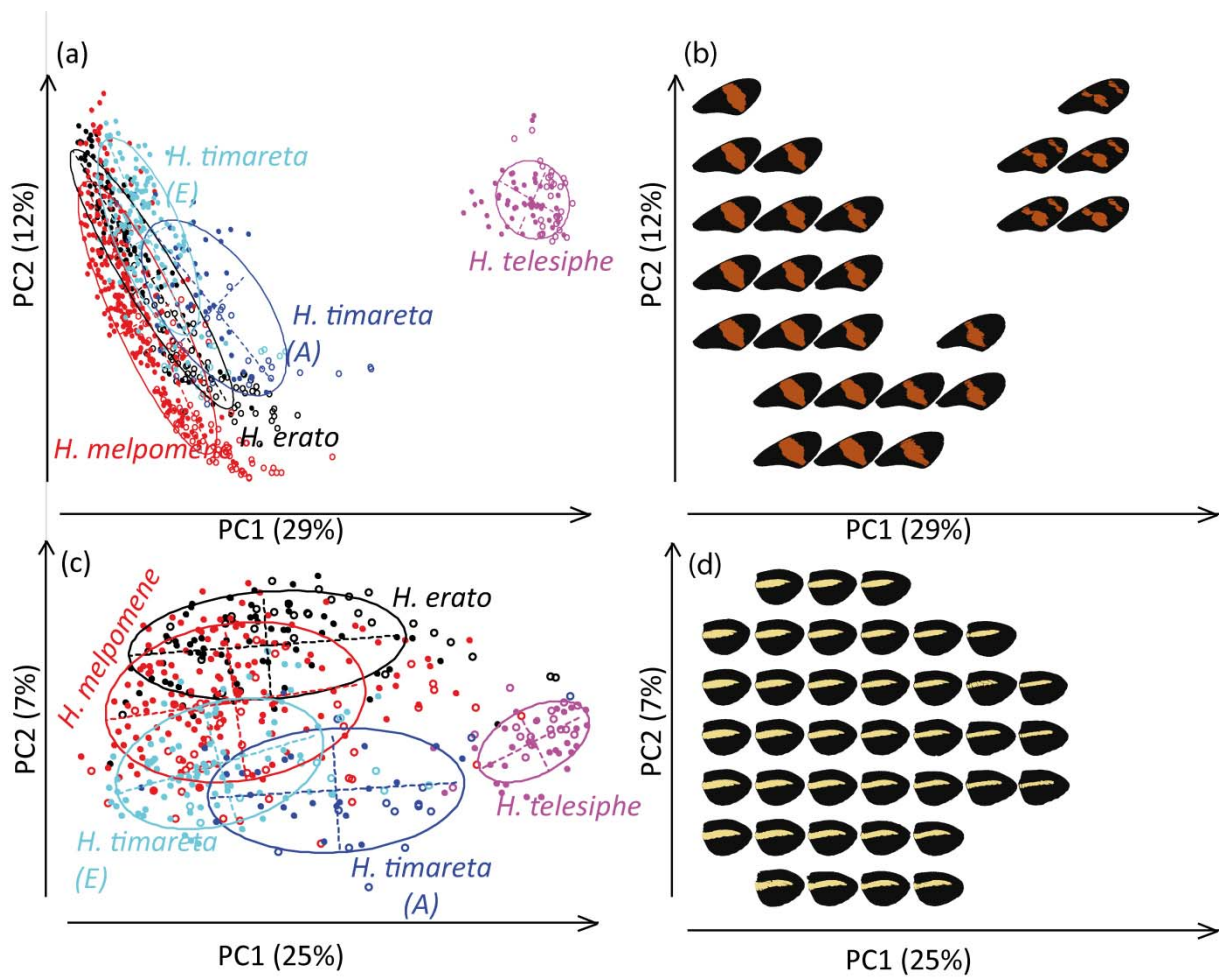 (a)
H. timareta
(E)
H. telesiphe
H. timareta
(A)
H. erato
H. melpomene
PC2 (12%)
PC1 (29%)
(b)
PC2 (12%)
PC1 (29%)
(c)
H. melpomene
H. erato
H. telesiphe
H. timareta
(E)
H. timareta
(A)
PC2 (7%)
PC1 (25%)
(d)
PC2 (7%)
PC1 (25%)